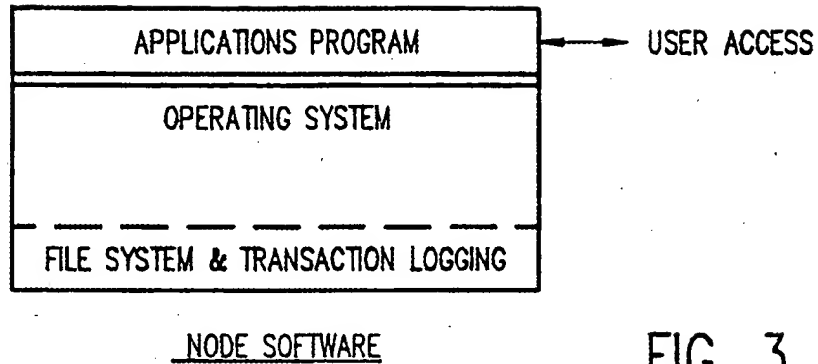 APPLICATIONS PROGRAM
USER ACCESS
OPERATING SYSTEM
FILE SYSTEM & TRANSACTION LOGGING
NODE SOFTWARE
FIG. 3